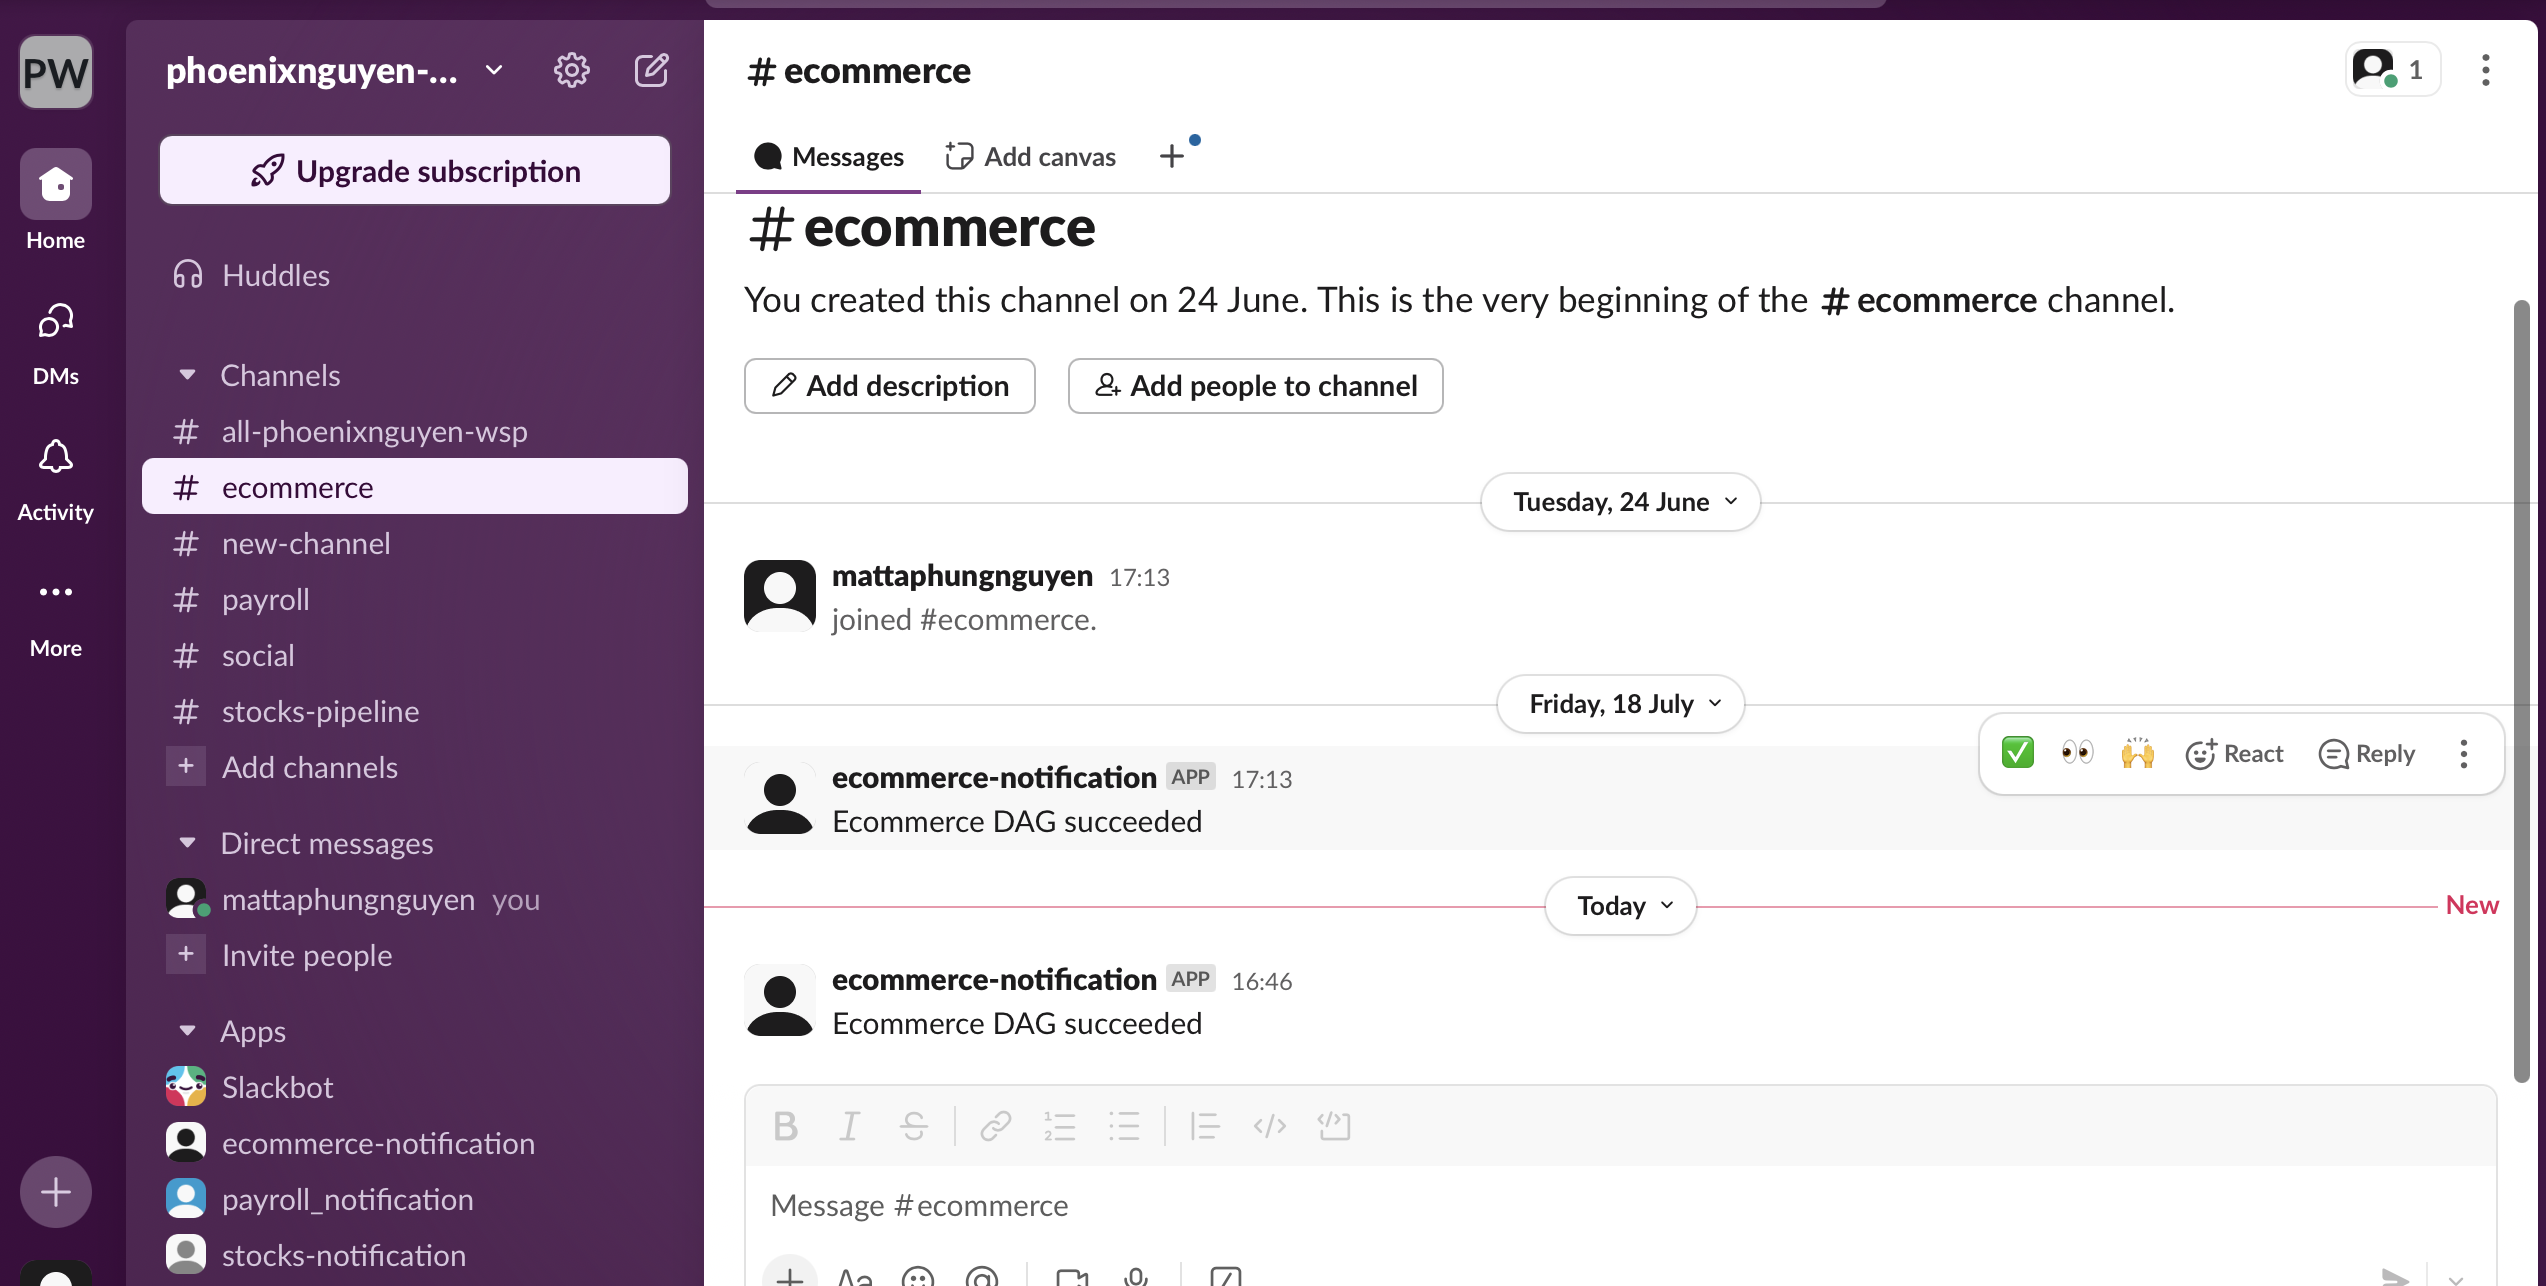 PW
Home
DMs
Activity
More
phoenixnguyen-...
Upgrade subscription
Huddles
Channels
# all-phoenixnguyen-wsp
# ecommerce
# new-channel
# payroll
# social
# stocks-pipeline
+ Add channels
Direct messages
mattaphungnguyen you
+ Invite people
Apps
Slackbot
ecommerce-notification
payroll_notification
stocks-notification
# ecommerce
1
Messages
Add canvas
+
# ecommerce
You created this channel on 24 June. This is the very beginning of the # ecommerce channel.
Add description
Add people to channel
Tuesday, 24 June
mattaphungnguyen 17:13
joined #ecommerce.
Friday, 18 July
React
Reply
ecommerce-notification APP 17:13
Ecommerce DAG succeeded
Today
New
ecommerce-notification APP 16:46
Ecommerce DAG succeeded
B I S
Message #ecommerce
+ Aa @